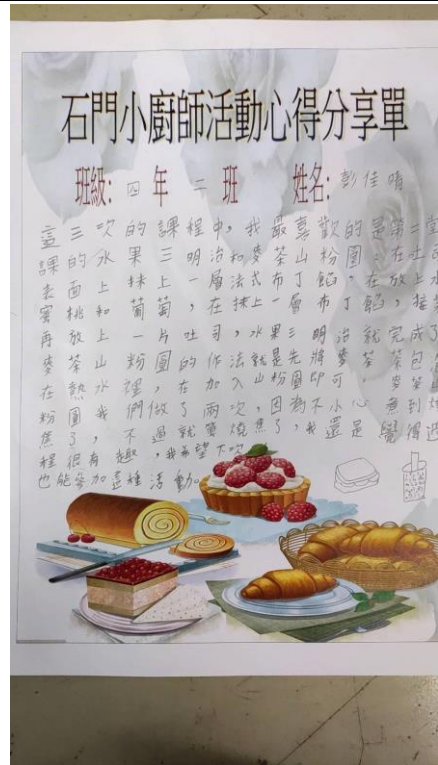 石門小廚師活動心得分享單
班級：四年二班 姓名：彭佳晴
這三次的課程中，我最喜歡的是第三堂
課的水果三明治和麥茶山粉圓，在吐司
表面上抹上一層法式布丁餡，在放上水
蜜桃和葡萄，在抹上一層布丁餡，接著
再放上一片吐司，水果三明治就完成了
麥茶山粉圓的作法就是先將麥茶茶包
在熱水裡，在加入山粉圓即可，麥茶
粉圓我們做了兩次，因為不小心煮到燒
焦了，不過就算燒焦了，我還是覺得過
程很有趣，我希望下次
也能參加這種活動。